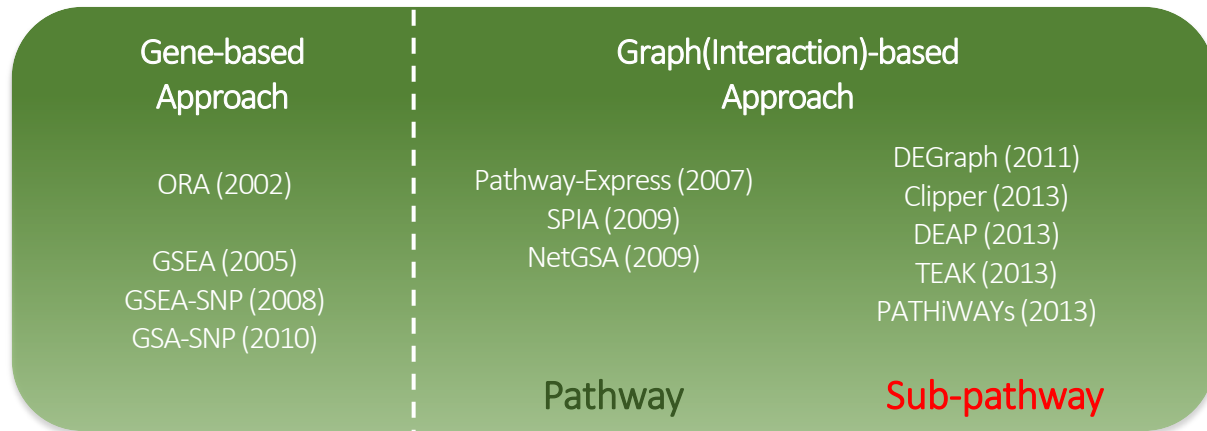 Gene-based
Approach
ORA (2002)
GSEA (2005)
GSEA-SNP (2008)
GSA-SNP (2010)
Graph(Interaction)-based
Approach
Pathway-Express (2007)
SPIA (2009)
NetGSA (2009)
Pathway
DEGraph (2011)
Clipper (2013)
DEAP (2013)
TEAK (2013)
PATHiWAYs (2013)
Sub-pathway